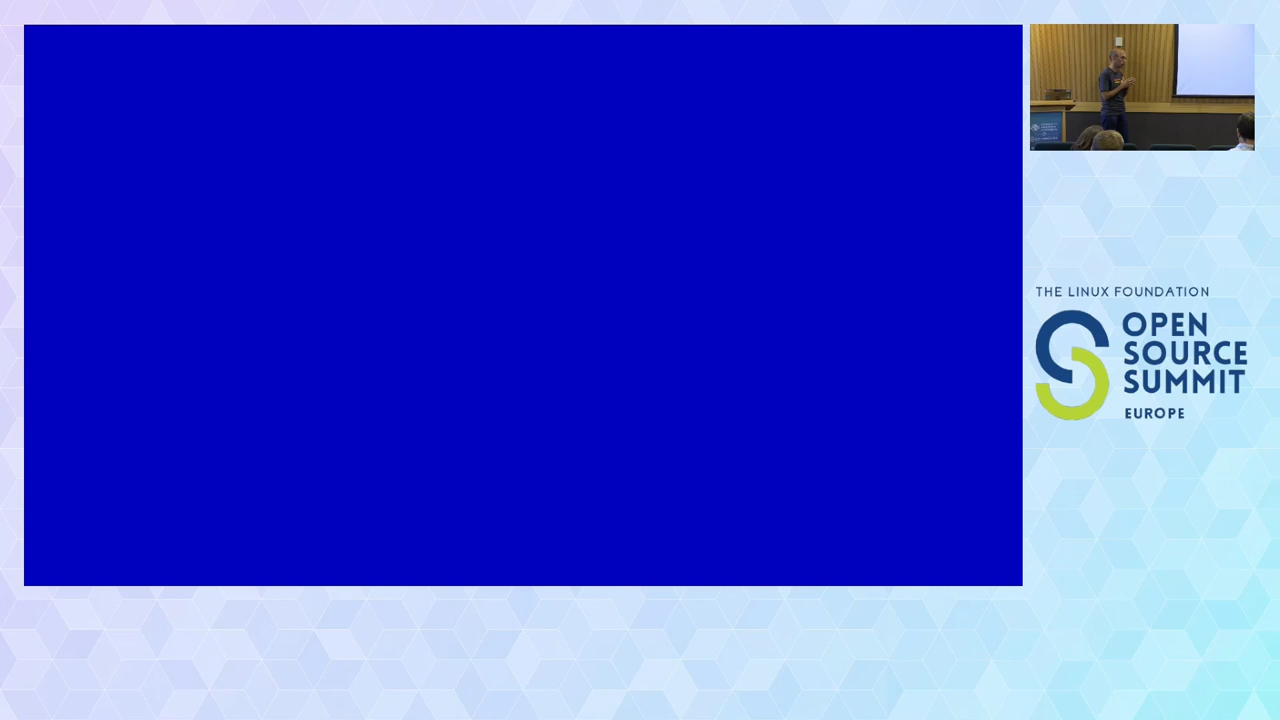 THE LINUX FOUNDATION
OPEN
SOURCE
SUMMIT
EUROPE